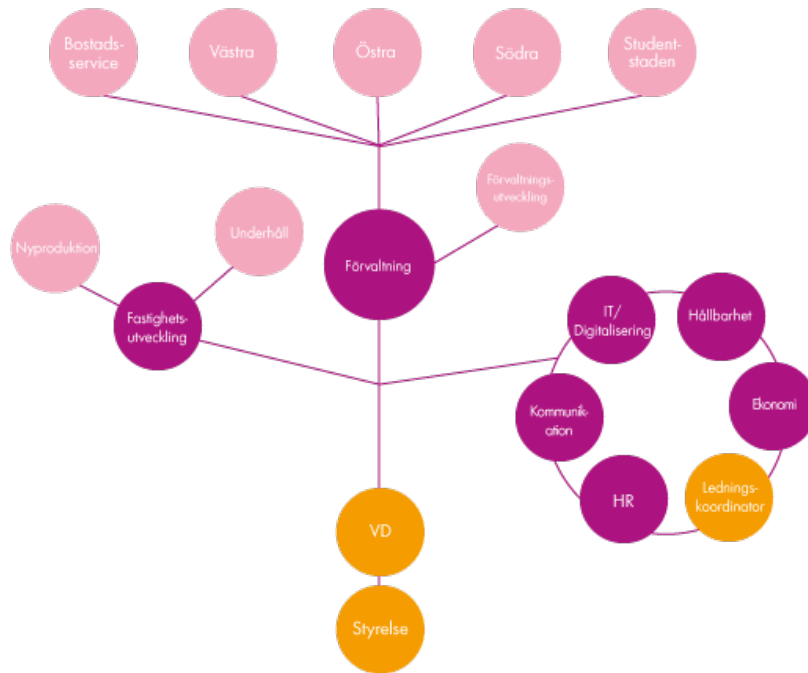 Bostads-
service
Västra
Östra
Södra
Student-
staden
Förvaltnings-
utveckling
Nyproduktion
Underhåll
Förvaltning
Fastighets-
utveckling
IT/
Digitalisering
Hållbarhet
Kommunik-
ation
Ekonomi
HR
Lednings-
koordinator
VD
Styrelse